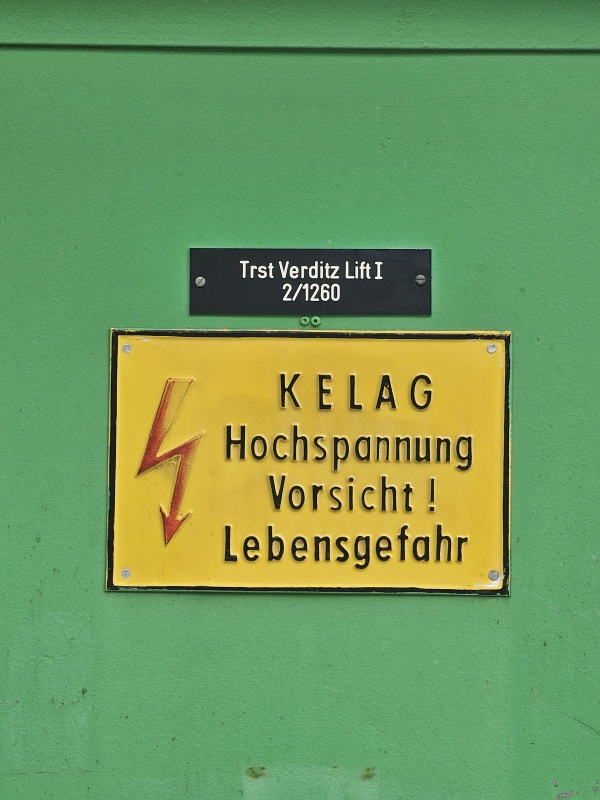 Trst Verditz Lift I
2/1260
KELAG
Hochspannung
Vorsicht !
Lebensgefahr